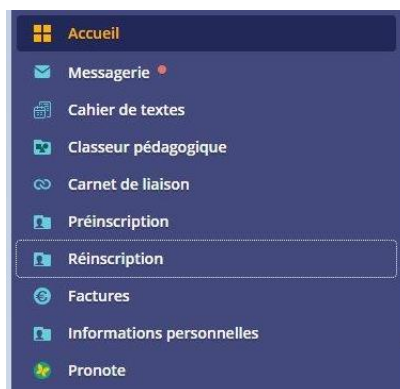 Accueil
Messagerie
Cahier de textes
Classeur pédagogique
Carnet de liaison
Préinscription
Réinscription
Factures
Informations personnelles
Pronote